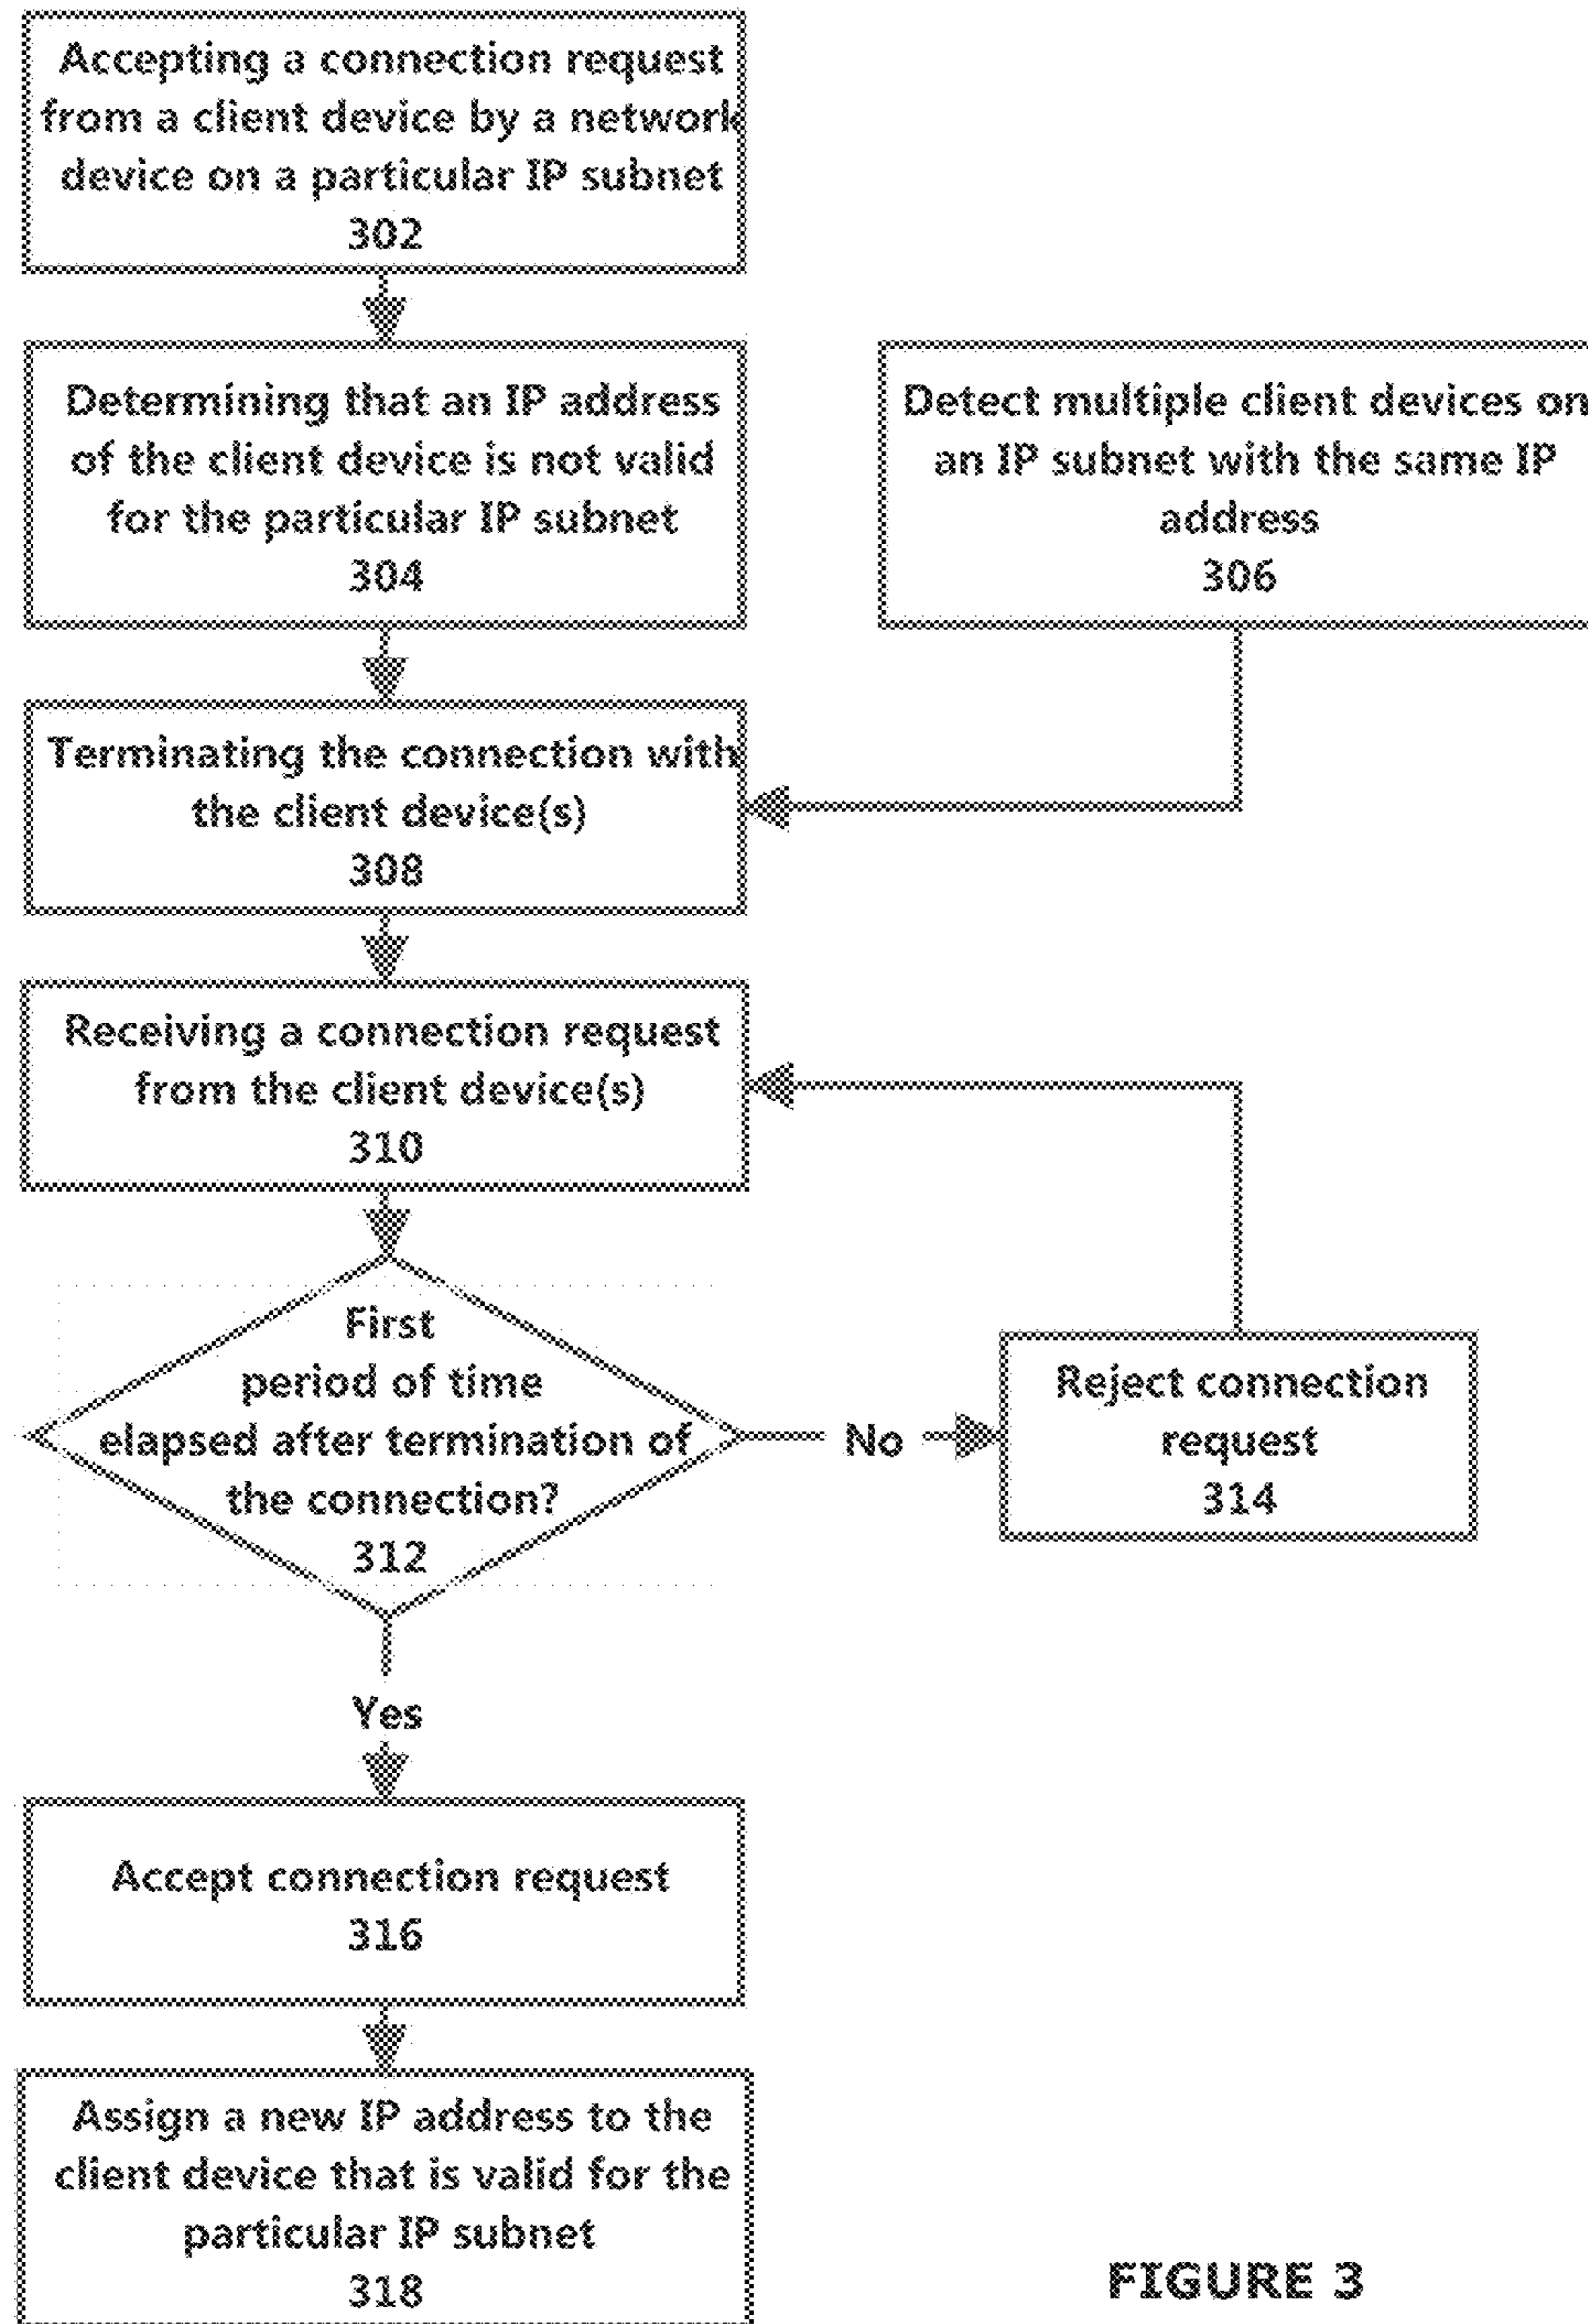 Accepting a connection request
from a client device by a network
device on a particular IP subnet
302
Determining that an IP address
of the client device is not valid
for the particular IP subnet
304
Detect multiple client devices on
an IP subnet with the same IP
address
306
Terminating the connection with
the client device(s)
308
Receiving a connection request
from the client device(s)
310
First
period of time
elapsed after termination of
the connection?
312
No
Reject connection
request
314
Yes
Accept connection request
316
Assign a new IP address to the
client device that is valid for the
particular IP subnet
318
FIGURE 3